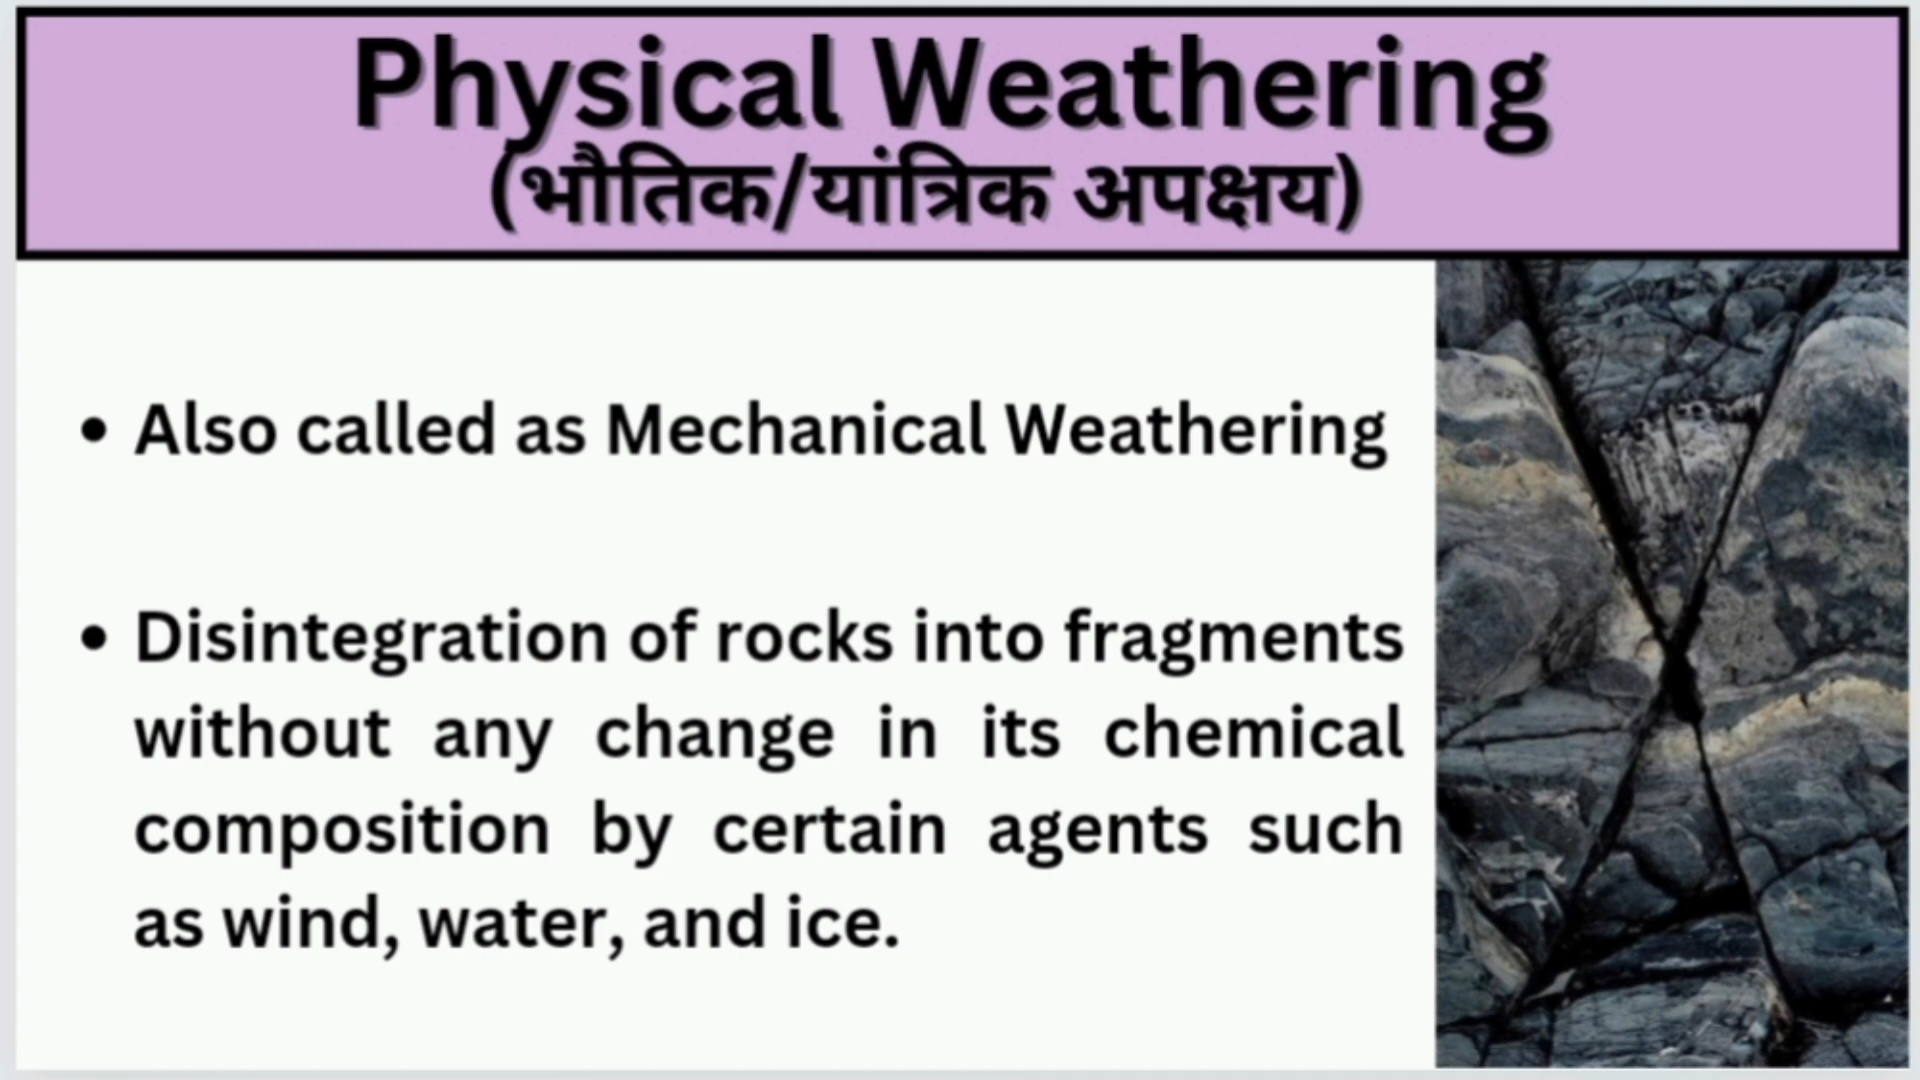 Physical Weathering
(भौतिक/यांत्रिक अपक्षय)
• Also called as Mechanical Weathering
• Disintegration of rocks into fragments
without any change in its chemical
composition by certain agents such
as wind, water, and ice.